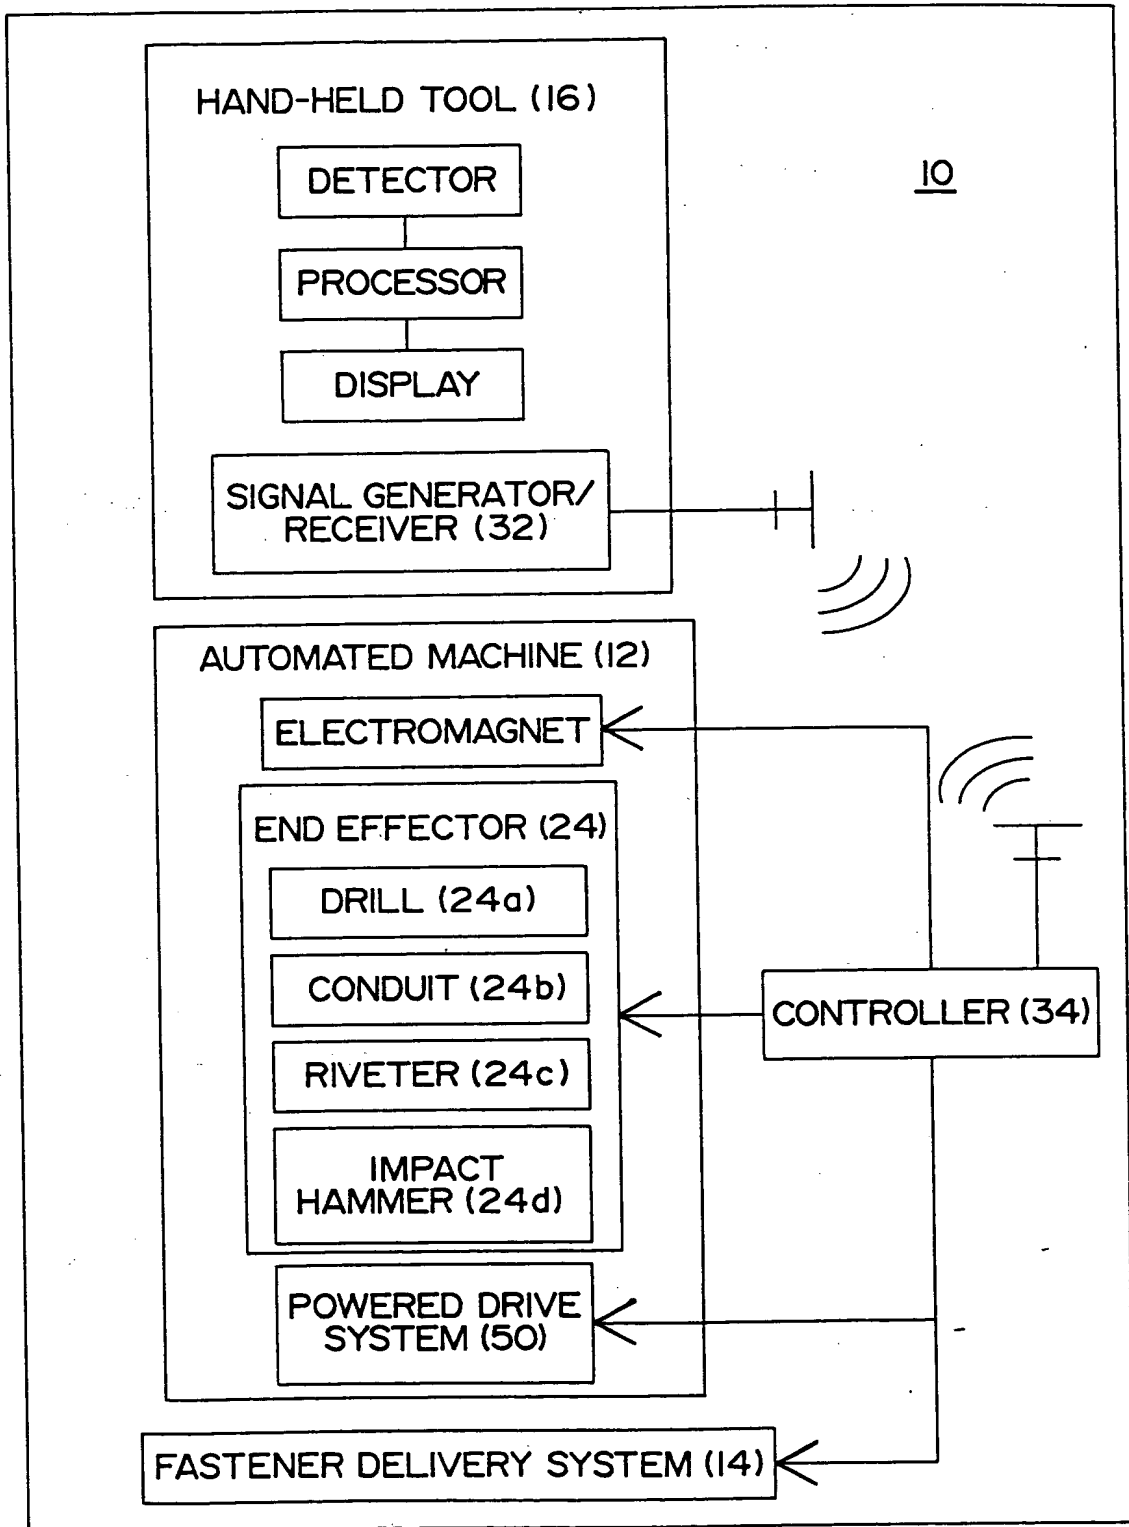 HAND-HELD TOOL (16)
10
DETECTOR
PROCESSOR
DISPLAY
SIGNAL GENERATOR/
RECEIVER (32)
AUTOMATED MACHINE (12)
ELECTROMAGNET
END EFFECTOR (24)
DRILL (24a)
CONDUIT (24b)
CONTROLLER (34)
RIVETER (24c)
IMPACT
HAMMER (24d)
POWERED DRIVE
SYSTEM (50)
FASTENER DELIVERY SYSTEM (14)